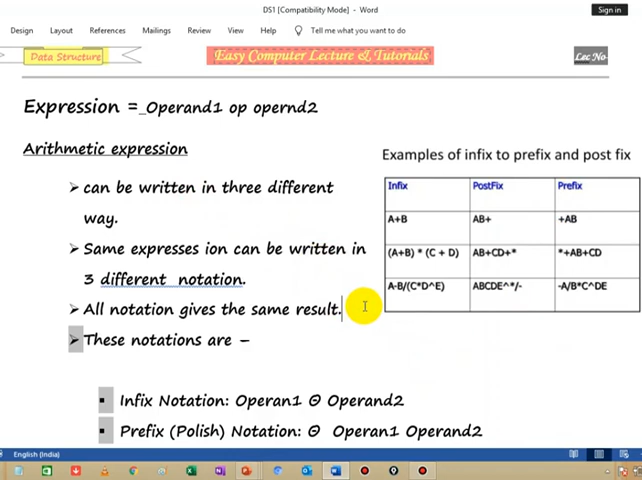 DS1 [Compatibility Mode] - Word
Sign in
Design Layout References Mailings Review View Help Tell me what you want to do
Data Structure
Easy Computer Lecture & Tutorials
Lec No
Expression =_Operand1 op opernd2
Arithmetic expression
➢ can be written in three different
way.
➢ Same expresses ion can be written in
3 different notation.
➢ All notation gives the same result.
➢ These notations are –
▪ Infix Notation: Operan1 Θ Operand2
▪ Prefix (Polish) Notation: Θ Operan1 Operand2
Examples of infix to prefix and post fix
Infix PostFix Prefix
A+B AB+ +AB
(A+B) * (C + D) AB+CD+* *+AB+CD
A-B/(C*D^E) ABCDE^*/- -A/B*C^DE
English (India)